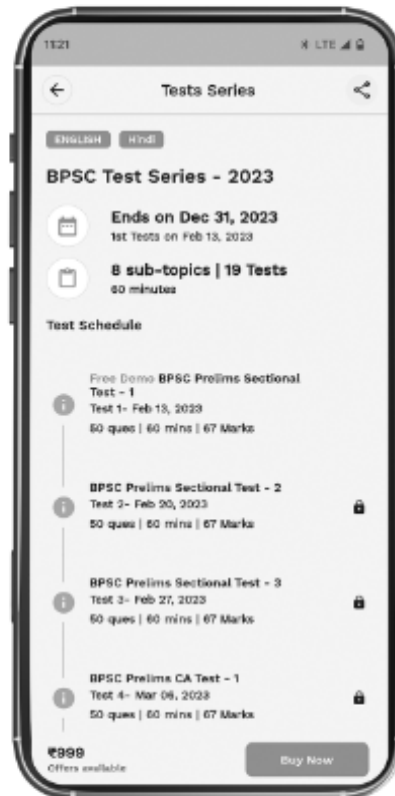 11:21
LTE
Tests Series
ENGLISH Hindi
BPSC Test Series - 2023
Ends on Dec 31, 2023
1st Tests on Feb 13, 2023
8 sub-topics | 19 Tests
60 minutes
Test Schedule
Free Demo BPSC Prelims Sectional
Test - 1
Test 1- Feb 13, 2023
50 ques | 60 mins | 67 Marks
BPSC Prelims Sectional Test - 2
Test 2- Feb 20, 2023
50 ques | 60 mins | 67 Marks
BPSC Prelims Sectional Test - 3
Test 3- Feb 27, 2023
50 ques | 60 mins | 67 Marks
BPSC Prelims CA Test - 1
Test 4- Mar 06, 2023
50 ques | 60 mins | 67 Marks
₹999
Offers available
Buy Now